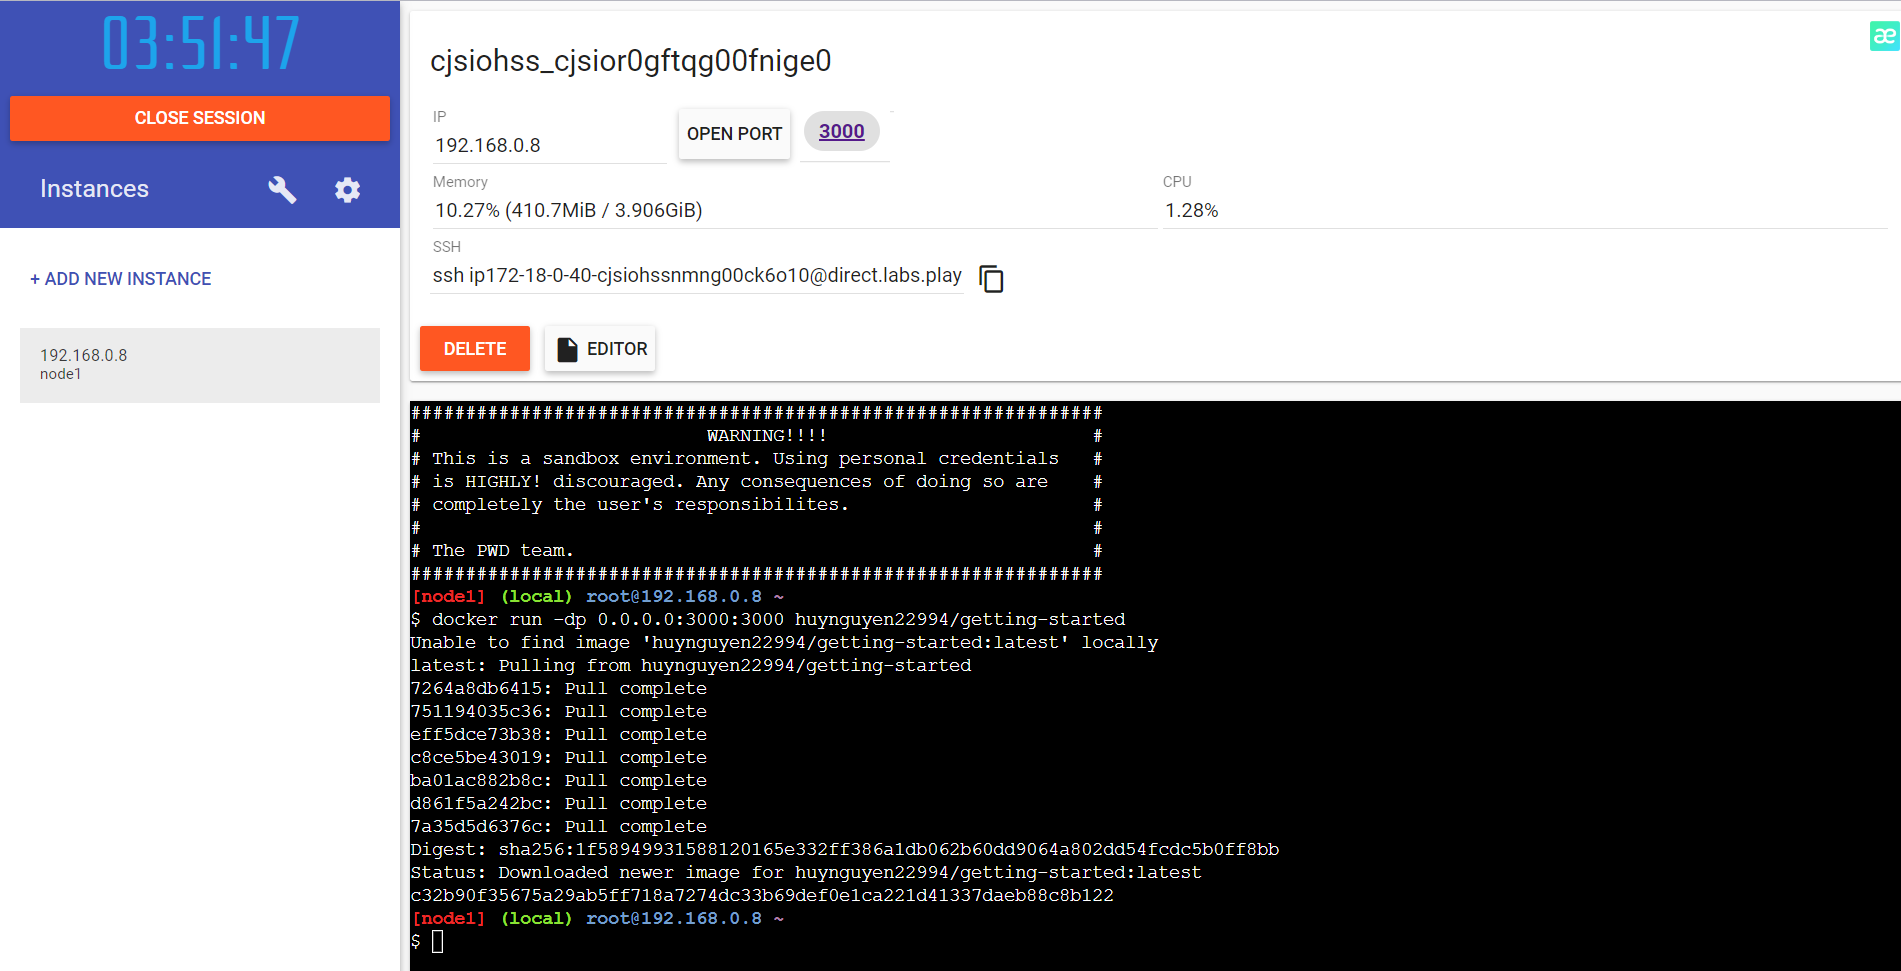 03:51:47
CLOSE SESSION
Instances
+ ADD NEW INSTANCE
192.168.0.8
node1
æ
cjsiohss_cjsior0gftqg00fnige0
IP
192.168.0.8
OPEN PORT
3000
Memory
10.27% (410.7MiB / 3.906GiB)
CPU
1.28%
SSH
ssh ip172-18-0-40-cjsiohssnmng00ck6o10@direct.labs.play
DELETE
EDITOR
###############################################################
# WARNING!!!! #
# This is a sandbox environment. Using personal credentials #
# is HIGHLY! discouraged. Any consequences of doing so are #
# completely the user's responsibilites. #
# #
# The PWD team. #
###############################################################
[node1] (local) root@192.168.0.8 ~
$ docker run -dp 0.0.0.0:3000:3000 huynguyen22994/getting-started
Unable to find image 'huynguyen22994/getting-started:latest' locally
latest: Pulling from huynguyen22994/getting-started
7264a8db6415: Pull complete
751194035c36: Pull complete
eff5dce73b38: Pull complete
c8ce5be43019: Pull complete
ba01ac882b8c: Pull complete
d861f5a242bc: Pull complete
7a35d5d6376c: Pull complete
Digest: sha256:1f58949931588120165e332ff386a1db062b60dd9064a802dd54fcdc5b0ff8bb
Status: Downloaded newer image for huynguyen22994/getting-started:latest
c32b90f35675a29ab5ff718a7274dc33b69def0e1ca221d41337daeb88c8b122
[node1] (local) root@192.168.0.8 ~
$